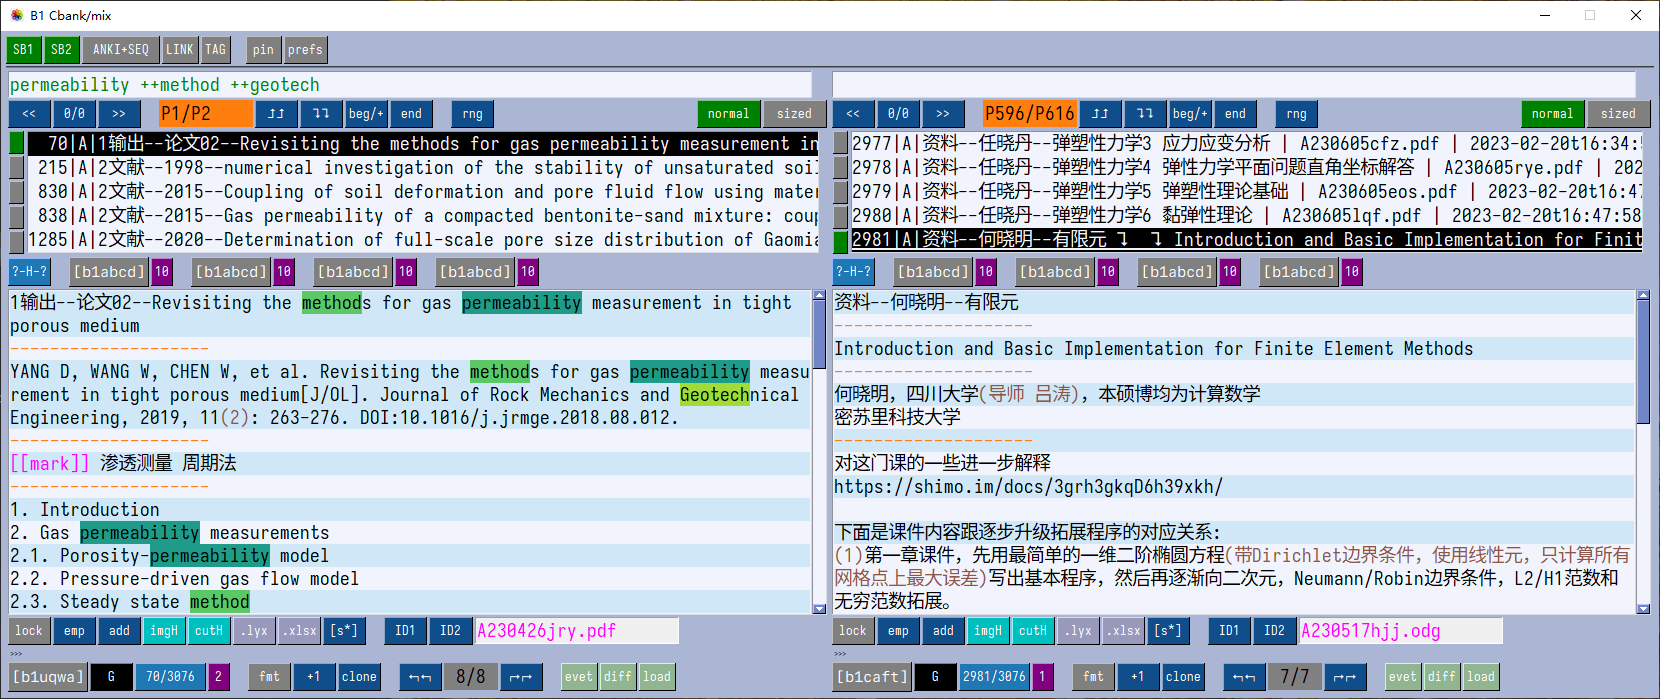 B1 Cbank/mix
SB1 SB2 ANKI+SEQ LINK TAG pin prefs
permeability ++method ++geotech
<< 0/0 >> P1/P2 ⮥⮥ ⮧⮧ beg/+ end rng normal sized
70|A|1输出--论文02--Revisiting the methods for gas permeability measurement in
215|A|2文献--1998--numerical investigation of the stability of unsaturated soil
830|A|2文献--2015--Coupling of soil deformation and pore fluid flow using mater
838|A|2文献--2015--Gas permeability of a compacted bentonite-sand mixture: coup
1285|A|2文献--2020--Determination of full-scale pore size distribution of Gaomia
?-H-? [b1abcd] 10 [b1abcd] 10 [b1abcd] 10 [b1abcd] 10
1输出--论文02--Revisiting the methods for gas permeability measurement in tight
porous medium
--------------------
YANG D, WANG W, CHEN W, et al. Revisiting the methods for gas permeability measu
rement in tight porous medium[J/OL]. Journal of Rock Mechanics and Geotechnical
Engineering, 2019, 11(2): 263-276. DOI:10.1016/j.jrmge.2018.08.012.
--------------------
[[mark]] 渗透测量 周期法
--------------------
1. Introduction
2. Gas permeability measurements
2.1. Porosity-permeability model
2.2. Pressure-driven gas flow model
2.3. Steady state method
lock emp add imgH cutH .lyx .xlsx [s*] ID1 ID2 A230426jry.pdf
>>>
[b1uqwa] G 70/3076 2 fmt +1 clone ↰↰ 8/8 ↱↱ evet diff load
<< 0/0 >> P596/P616 ⮥⮥ ⮧⮧ beg/+ end rng normal sized
2977|A|资料--任晓丹--弹塑性力学3 应力应变分析 | A230605cfz.pdf | 2023-02-20t16:34:
2978|A|资料--任晓丹--弹塑性力学4 弹性力学平面问题直角坐标解答 | A230605rye.pdf | 202
2979|A|资料--任晓丹--弹塑性力学5 弹塑性理论基础 | A230605eos.pdf | 2023-02-20t16:47
2980|A|资料--任晓丹--弹塑性力学6 黏弹性理论 | A230605lqf.pdf | 2023-02-20t16:47:58
2981|A|资料--何晓明--有限元 ⮧ ⮧ Introduction and Basic Implementation for Finit
?-H-? [b1abcd] 10 [b1abcd] 10 [b1abcd] 10 [b1abcd] 10
资料--何晓明--有限元
--------------------
Introduction and Basic Implementation for Finite Element Methods
--------------------
何晓明，四川大学(导师 吕涛)，本硕博均为计算数学
密苏里科技大学
--------------------
对这门课的一些进一步解释
https://shimo.im/docs/3grh3gkqD6h39xkh/
下面是课件内容跟逐步升级拓展程序的对应关系：
(1)第一章课件，先用最简单的一维二阶椭圆方程(带Dirichlet边界条件，使用线性元，只计算所有
网格点上最大误差)写出基本程序，然后再逐渐向二次元，Neumann/Robin边界条件，L2/H1范数和
无穷范数拓展。
lock emp add imgH cutH .lyx .xlsx [s*] ID1 ID2 A230517hjj.odg
>>>
[b1caft] G 2981/3076 1 fmt +1 clone ↰↰ 7/7 ↱↱ evet diff load